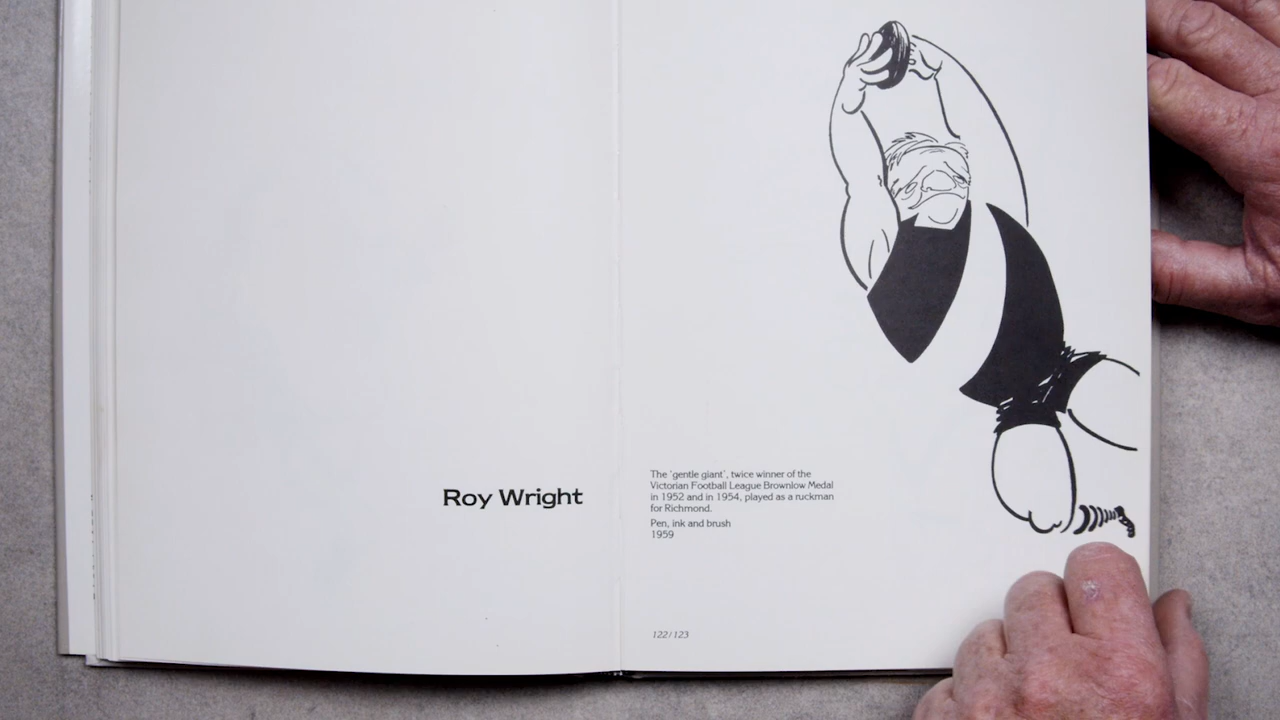 Roy Wright
The 'gentle giant', twice winner of the
Victorian Football League Brownlow Medal
in 1952 and in 1954, played as a ruckman
for Richmond.
Pen, ink and brush
1959
122/123